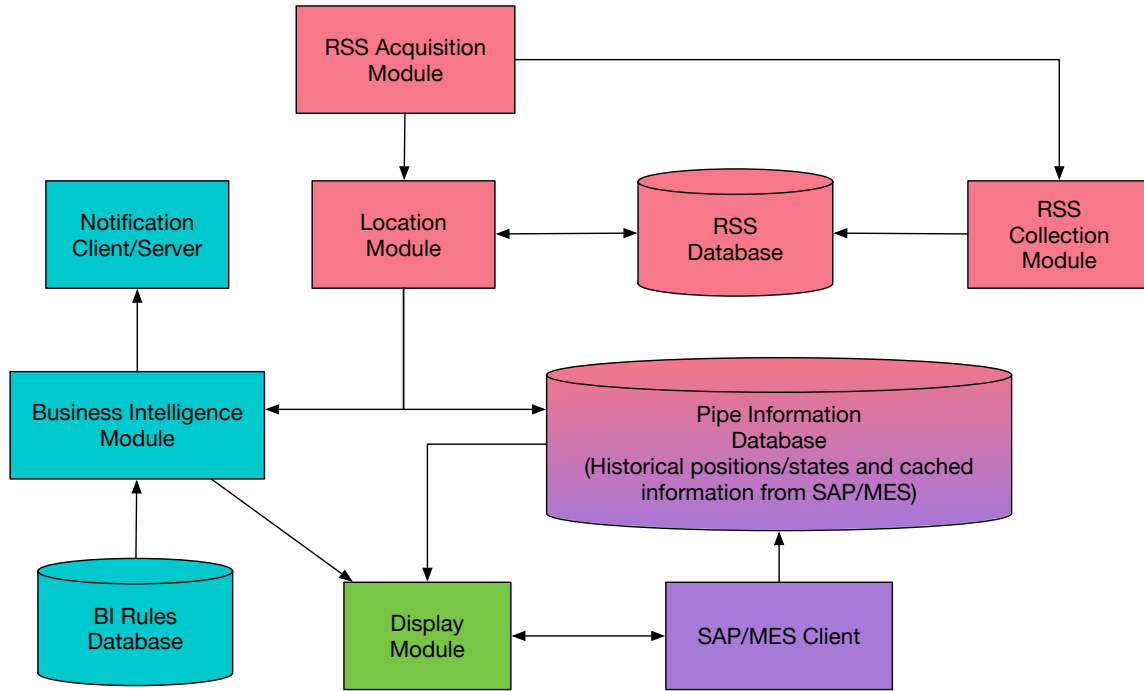 RSS Acquisition
Module
Notification
Client/Server
Location
Module
RSS
Database
RSS
Collection
Module
Business Intelligence
Module
Pipe Information
Database
(Historical positions/states and cached
information from SAP/MES)
BI Rules
Database
Display
Module
SAP/MES Client